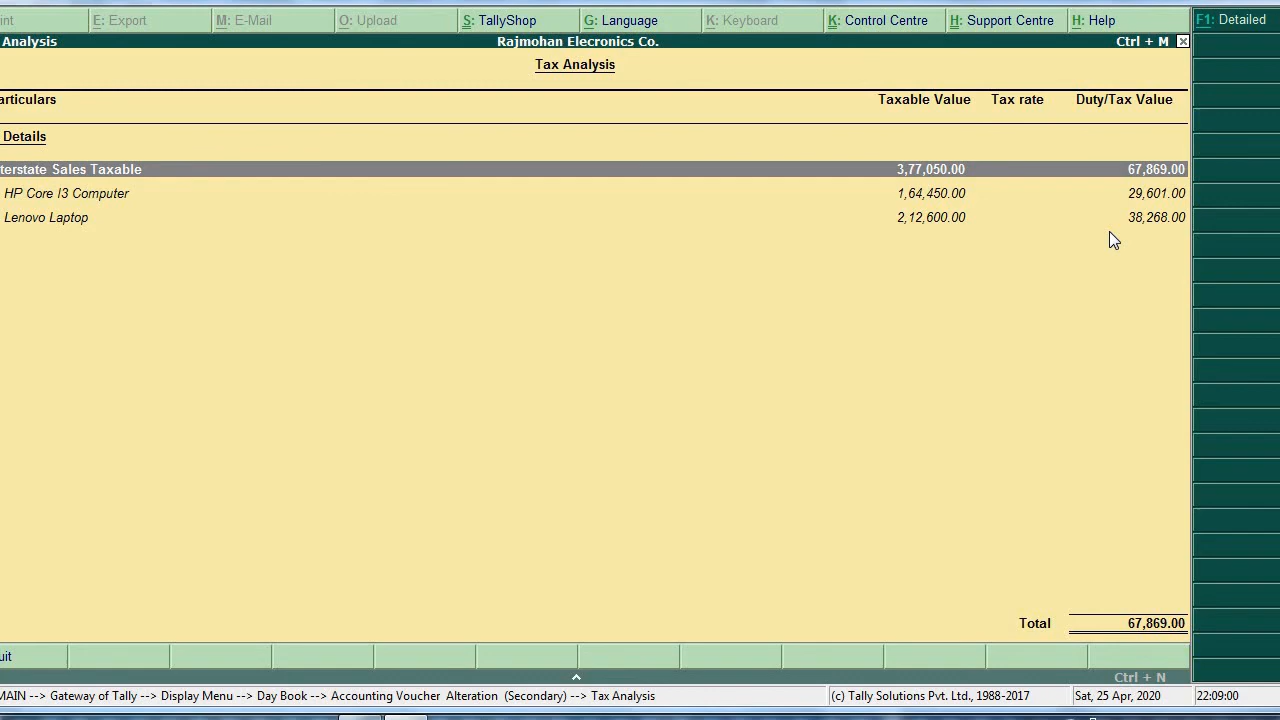 int E: Export M: E-Mail O: Upload S: TallyShop G: Language K: Keyboard K: Control Centre H: Support Centre H: Help F1: Detailed
Analysis Rajmohan Elecronics Co. Ctrl + M
Tax Analysis
articulars Taxable Value Tax rate Duty/Tax Value
Details
terstate Sales Taxable 3,77,050.00 67,869.00
HP Core I3 Computer 1,64,450.00 29,601.00
Lenovo Laptop 2,12,600.00 38,268.00
Total 67,869.00
uit
Ctrl + N
MAIN --> Gateway of Tally --> Display Menu --> Day Book --> Accounting Voucher Alteration (Secondary) --> Tax Analysis (c) Tally Solutions Pvt. Ltd., 1988-2017 Sat, 25 Apr, 2020 22:09:00